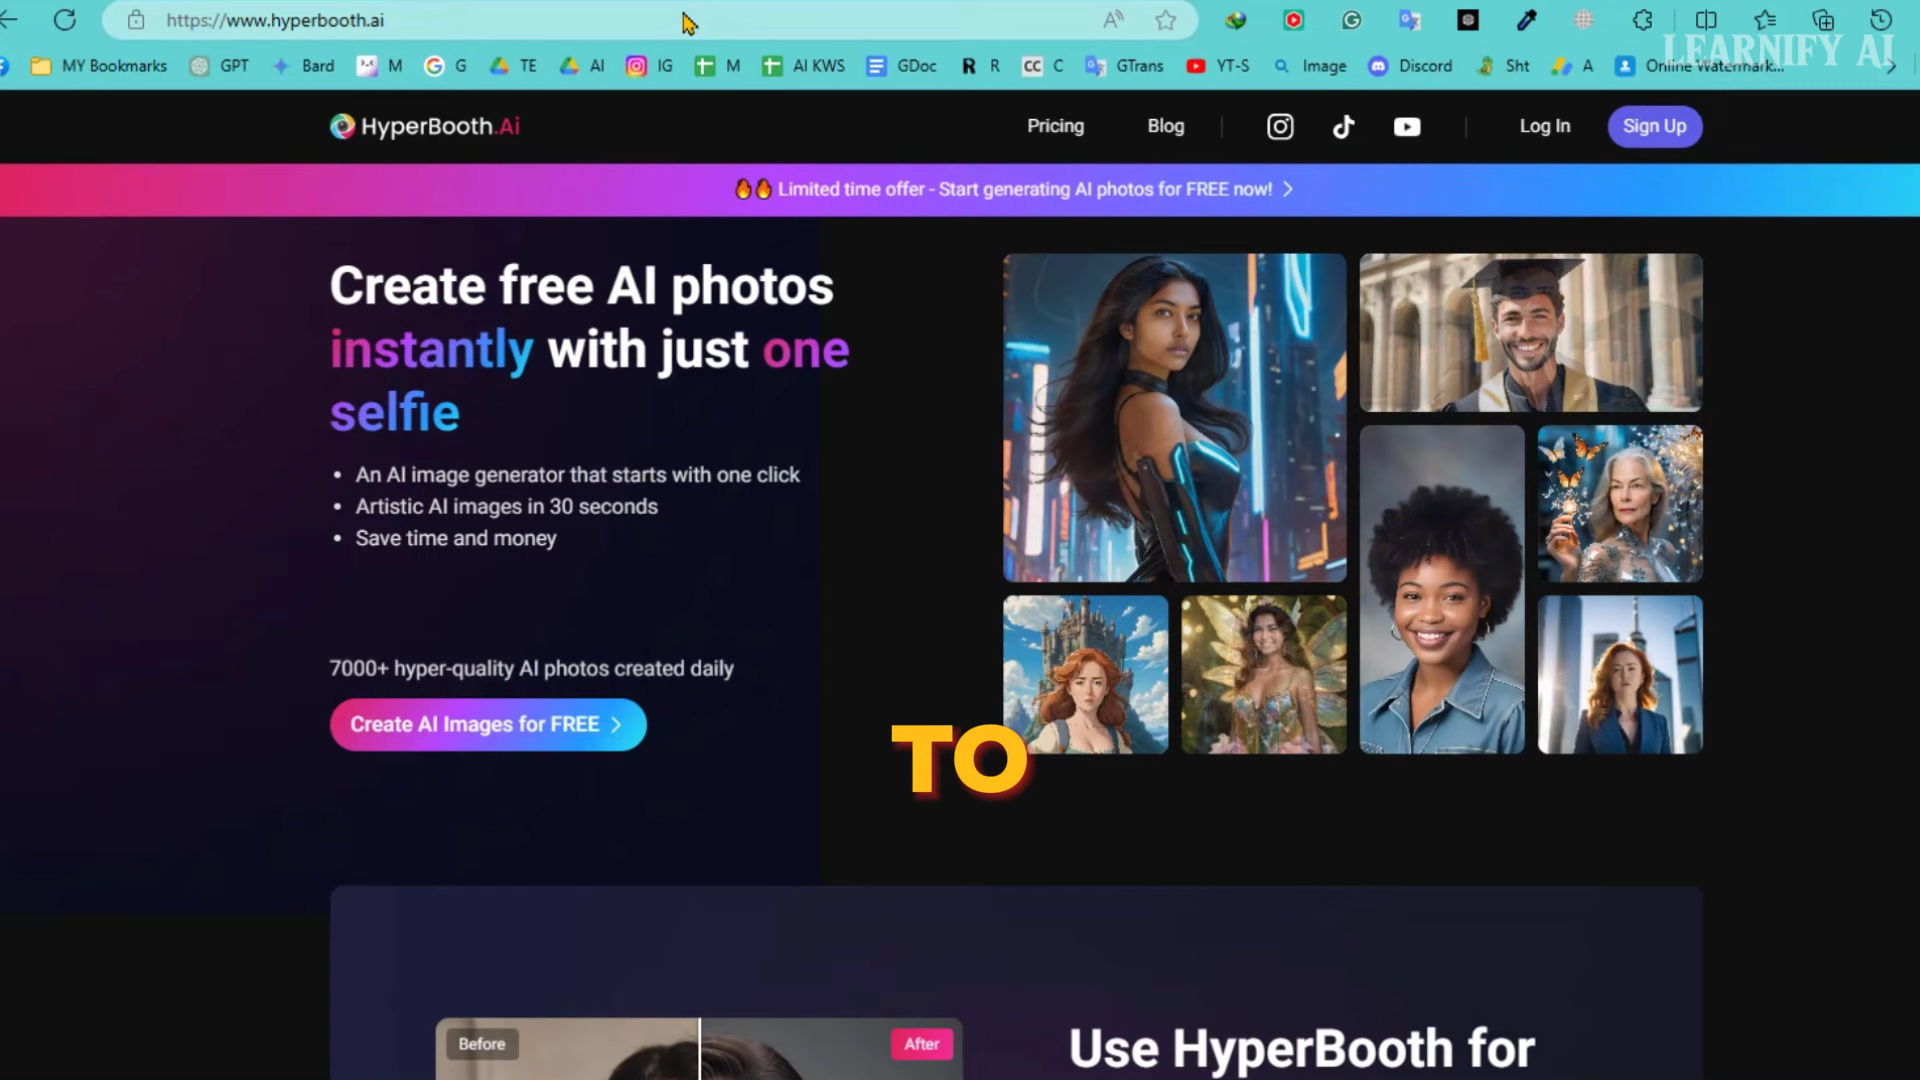 https://www.hyperbooth.ai
LEARNIFY AI
MY Bookmarks GPT Bard M G TE AI IG M AI KWS GDoc R R CC C GTrans YT-S Image Discord Sht A Online Watermark...
HyperBooth.Ai Pricing Blog Log In Sign Up
Limited time offer - Start generating AI photos for FREE now!
Create free AI photos
instantly with just one
selfie
• An AI image generator that starts with one click
• Artistic AI images in 30 seconds
• Save time and money
7000+ hyper-quality AI photos created daily
Create AI Images for FREE
TO
Before After
Use HyperBooth for